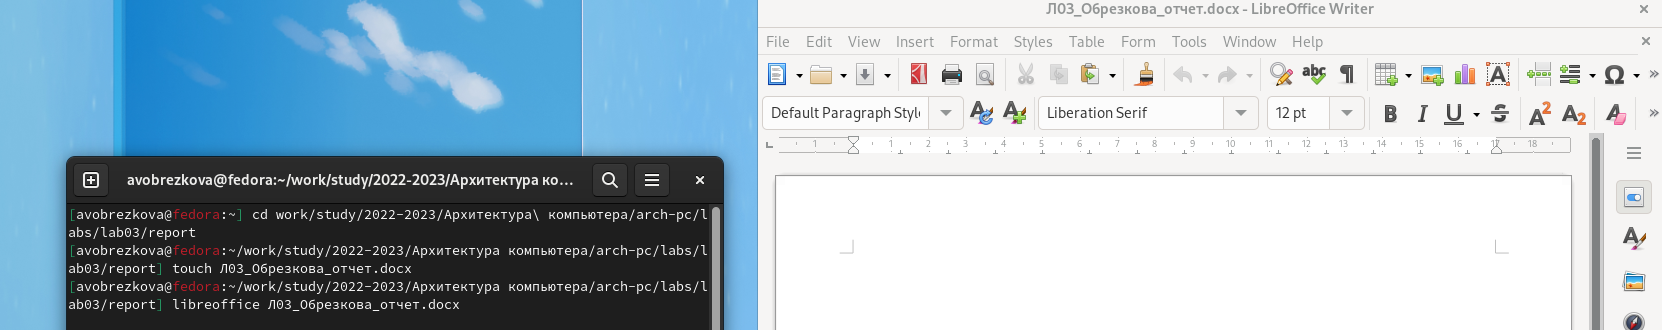 avobrezkova@fedora:~/work/study/2022-2023/Архитектура ко...
[avobrezkova@fedora:~] cd work/study/2022-2023/Архитектура\ компьютера/arch-pc/l
abs/lab03/report
[avobrezkova@fedora:~/work/study/2022-2023/Архитектура компьютера/arch-pc/labs/l
ab03/report] touch Л03_Обрезкова_отчет.docx
[avobrezkova@fedora:~/work/study/2022-2023/Архитектура компьютера/arch-pc/labs/l
ab03/report] libreoffice Л03_Обрезкова_отчет.docx
Л03_Обрезкова_отчет.docx - LibreOffice Writer
File Edit View Insert Format Styles Table Form Tools Window Help
Default Paragraph Style Liberation Serif 12 pt
1 1 2 3 4 5 6 7 8 9 10 11 12 13 14 15 16 17 18